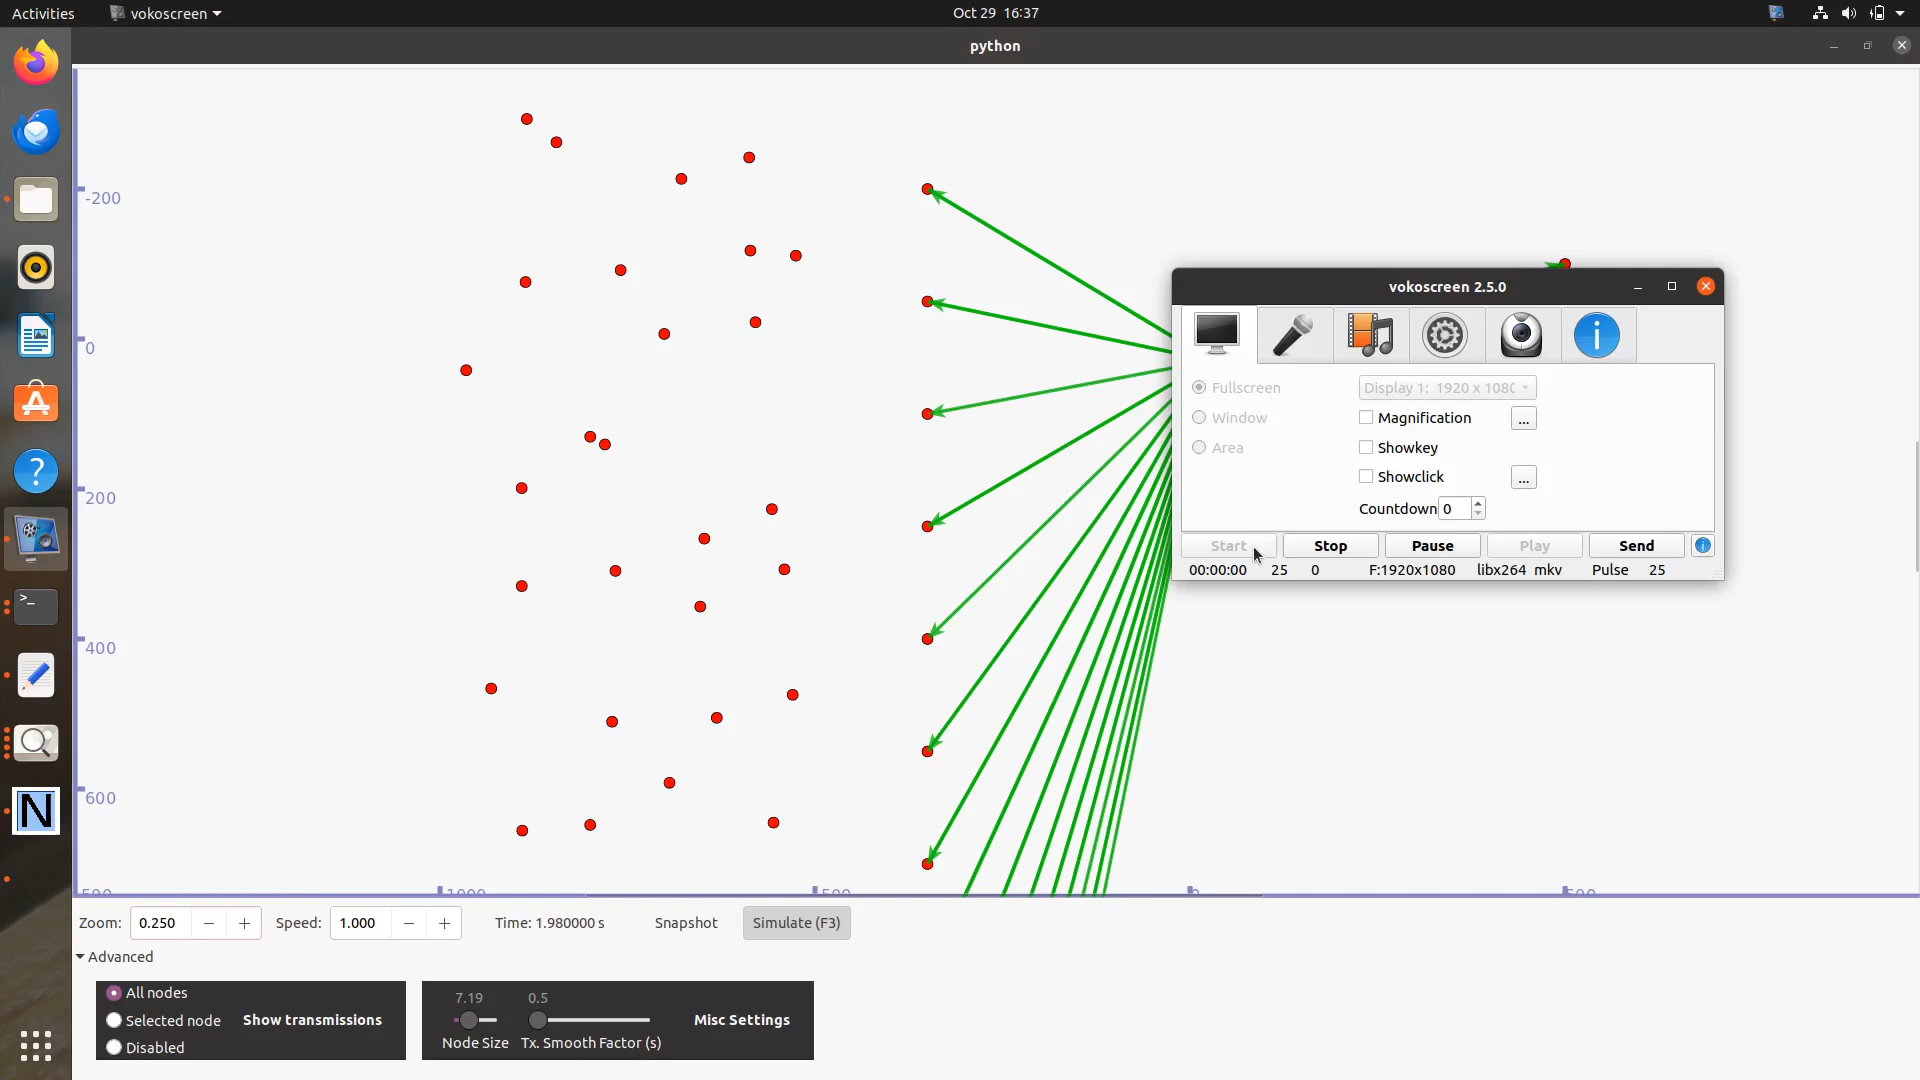 Activities
vokoscreen
Oct 29 16:37
python
-200
0
200
400
600
vokoscreen 2.5.0
Fullscreen
Display 1: 1920 x 108
Window
Magnification
...
Area
Showkey
Showclick
...
Countdown 0
Start
Stop
Pause
Play
Send
00:00:00 25 0 F:1920x1080 libx264 mkv Pulse 25
Zoom: 0.250 − + Speed: 1.000 − + Time: 1.980000 s Snapshot Simulate (F3)
Advanced
All nodes
Selected node
Disabled
Show transmissions
7.19
0.5
Node Size
Tx. Smooth Factor (s)
Misc Settings